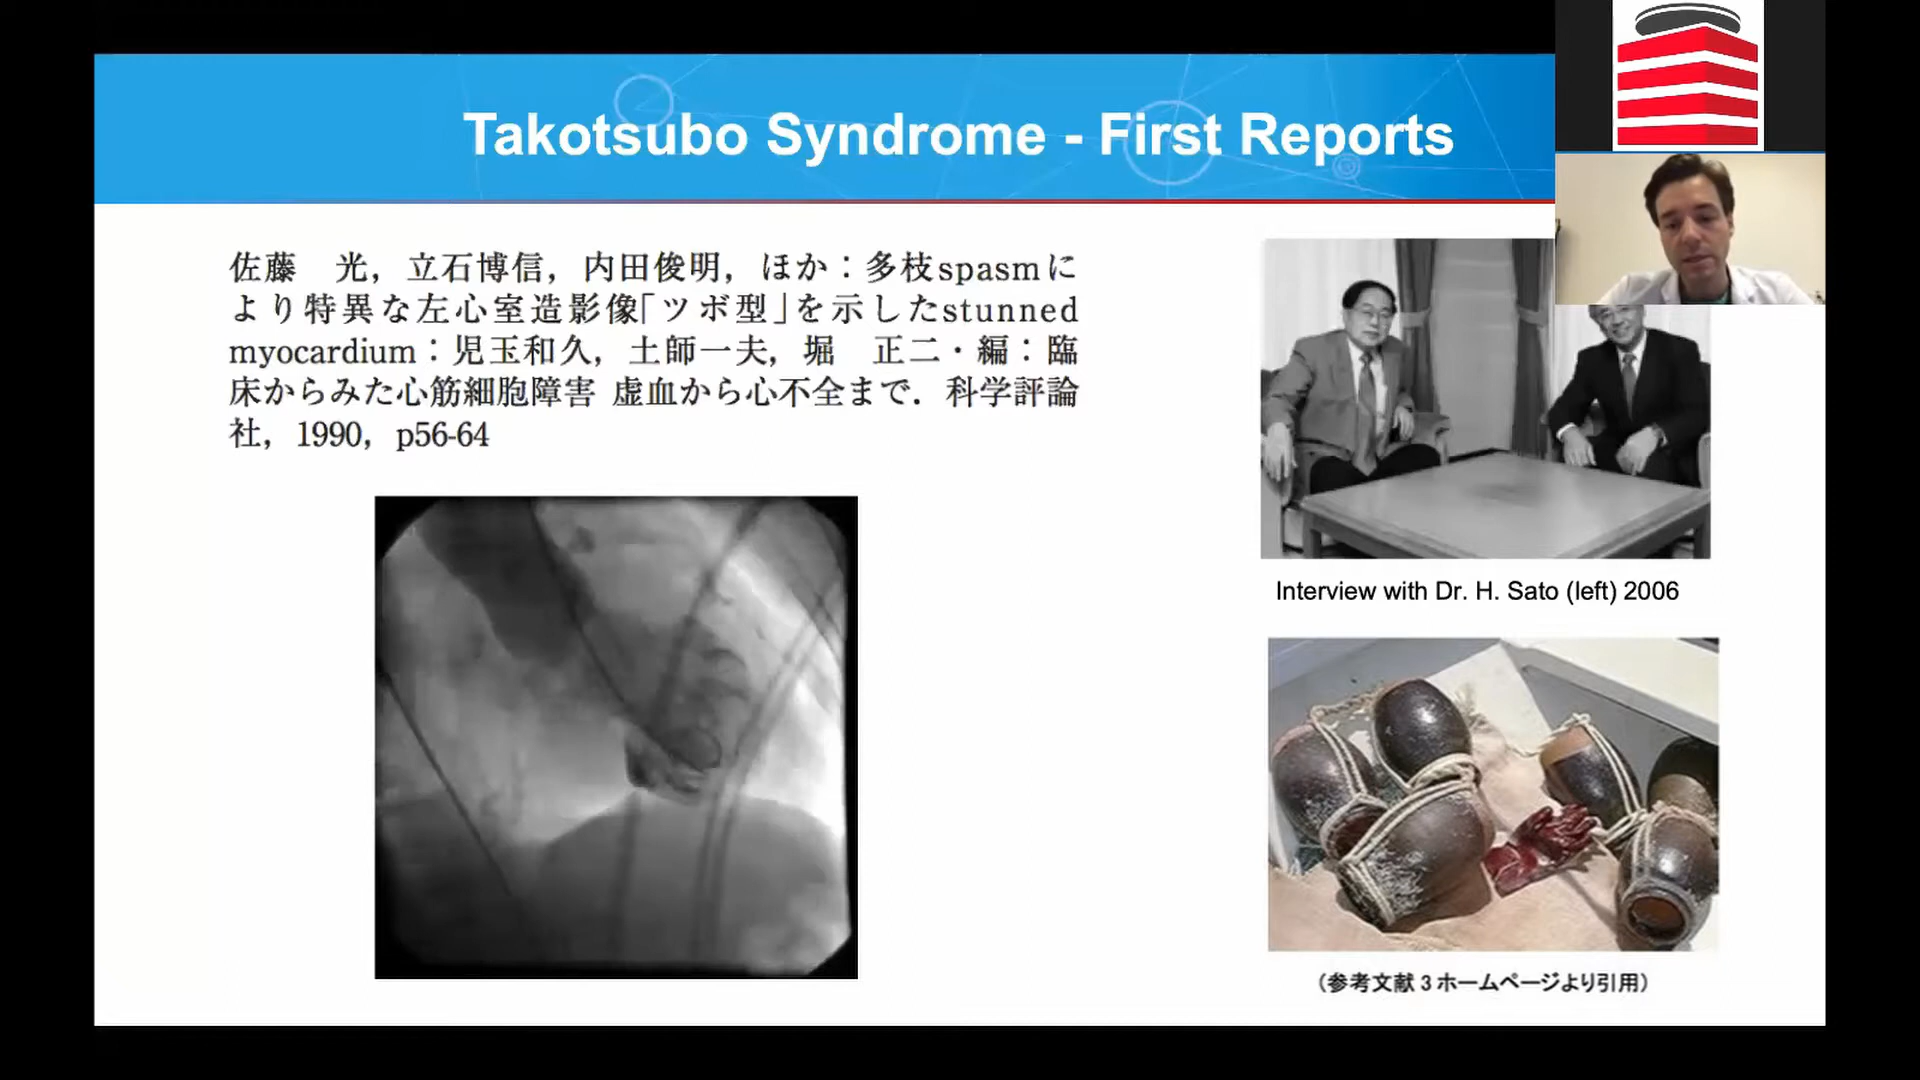 Takotsubo Syndrome - First Reports
佐藤　光，立石博信，内田俊明，ほか：多枝spasmに
より特異な左心室造影像「ツボ型」を示したstunned
myocardium：児玉和久，土師一夫，堀　正二・編：臨
床からみた心筋細胞障害 虚血から心不全まで．科学評論
社，1990，p56-64
Interview with Dr. H. Sato (left) 2006
（参考文献 3 ホームページより引用）